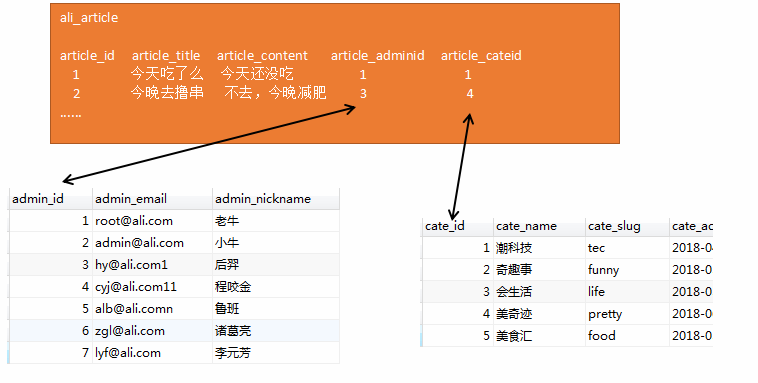 ali_article
article_id article_title article_content article_adminid article_cateid
1 今天吃了么 今天还没吃 1 1
2 今晚去撸串 不去，今晚减肥 3 4
......
admin_id admin_email admin_nickname
1 root@ali.com 老牛
2 admin@ali.com 小牛
3 hy@ali.com1 后羿
4 cyj@ali.com11 程咬金
5 alb@ali.comn 鲁班
6 zgl@ali.com 诸葛亮
7 lyf@ali.com 李元芳
cate_id cate_name cate_slug cate_ac
1 潮科技 tec 2018-0
2 奇趣事 funny 2018-0
3 会生活 life 2018-0
4 美奇迹 pretty 2018-0
5 美食汇 food 2018-0